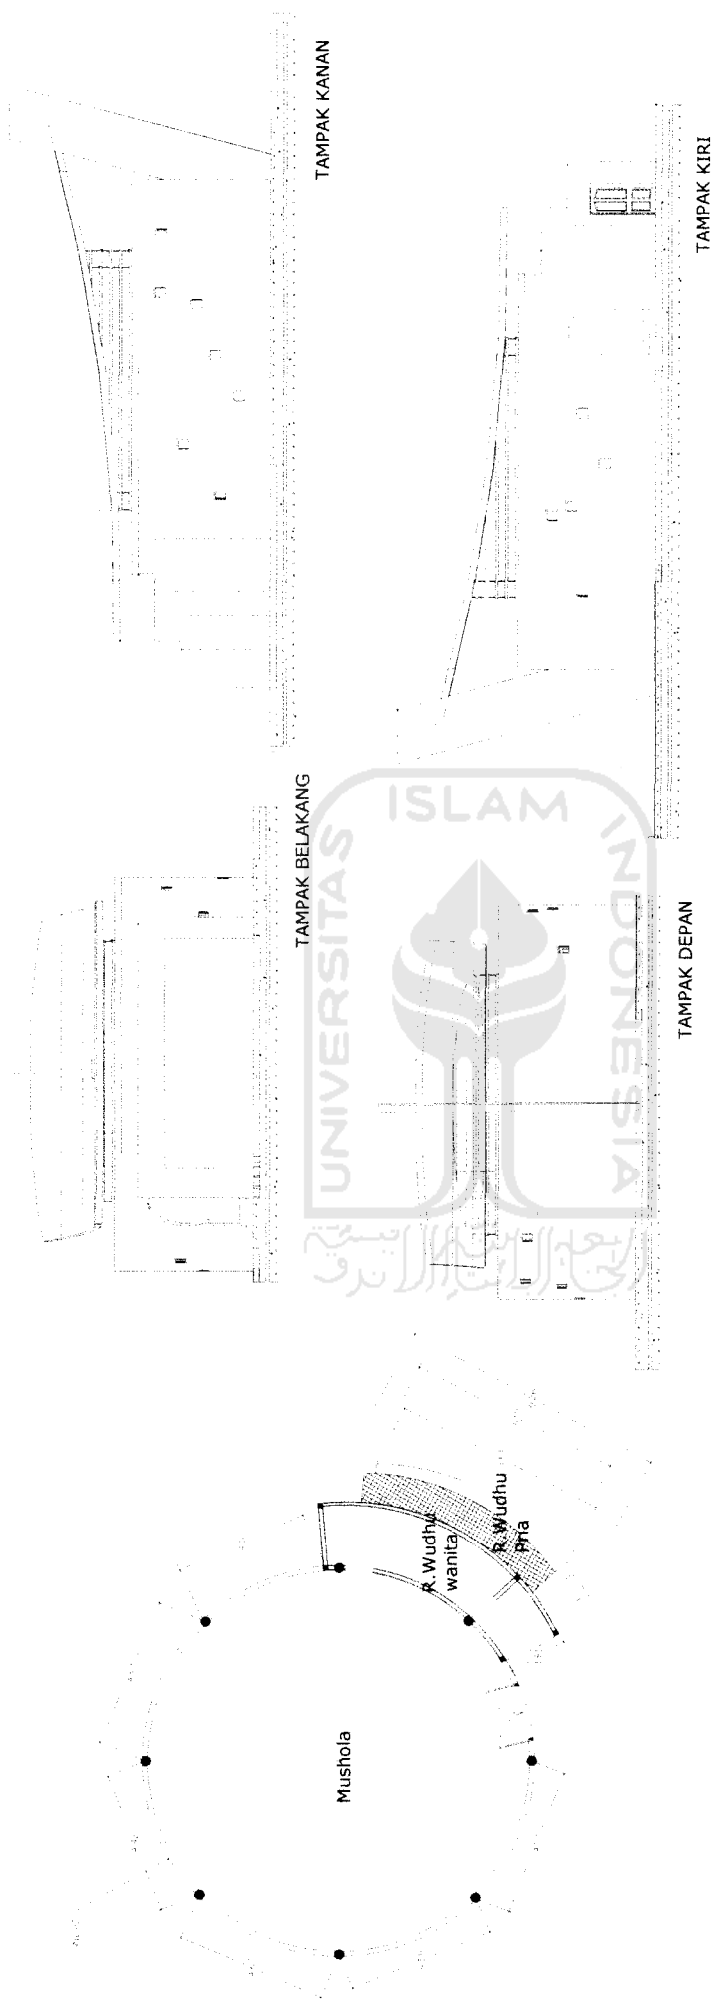 TAMPAK KANAN
TAMPAK KIRI
TAMPAK BELAKANG
TAMPAK DEPAN
UNIVERSITAS
ISLAM
INDONESIA
R.Wudhu
wanita
R.Wudhu
Pria
Mushola